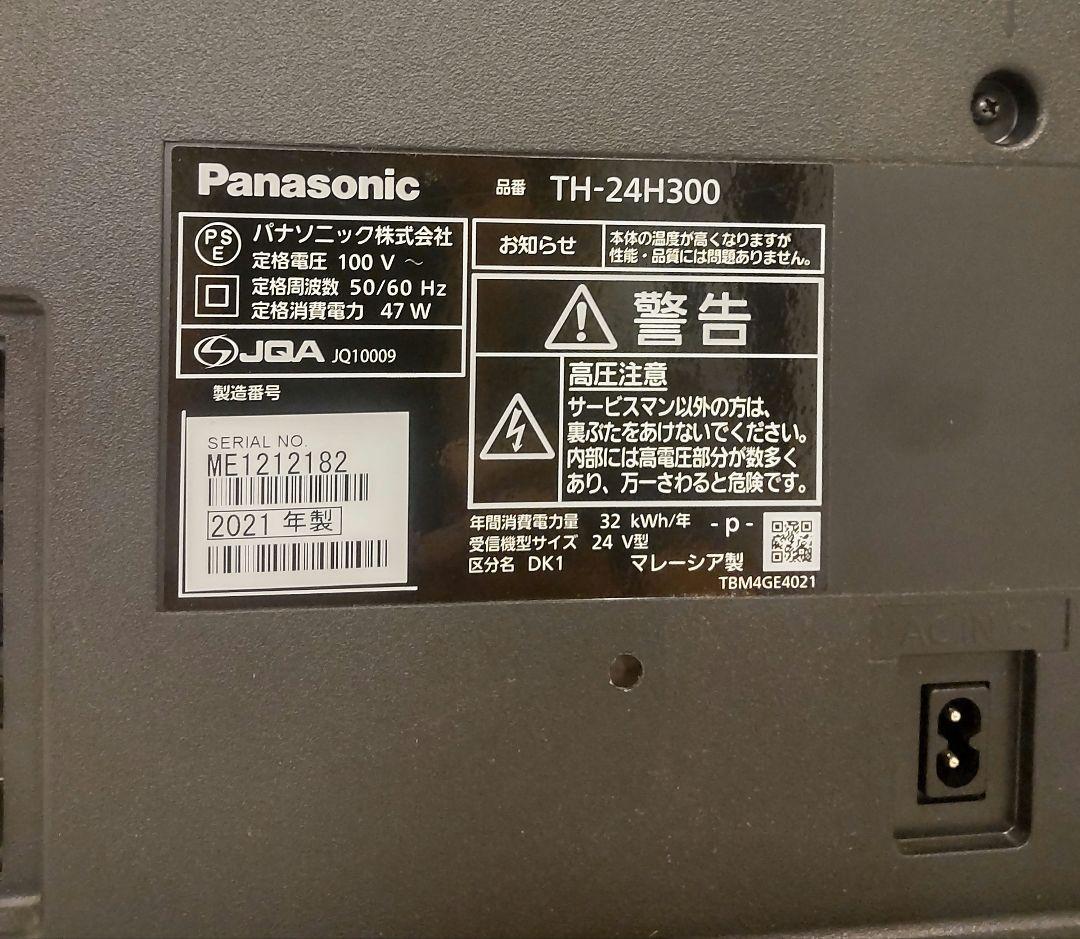 Panasonic
品番 TH-24H300
PSE パナソニック株式会社
定格電圧 100 V ～
定格周波数 50/60 Hz
定格消費電力 47 W
JQA JQ10009
製造番号
SERIAL NO.
ME1212182
2021 年製
お知らせ
本体の温度が高くなりますが
性能・品質には問題ありません。
警告
高圧注意
サービスマン以外の方は、
裏ぶたをあけないでください。
内部には高電圧部分が数多く
あり、万一さわると危険です。
年間消費電力量 32 kWh/年 - p -
受信機型サイズ 24 V型
区分名 DK1 マレーシア製
TBM4GE4021
AC IN ～